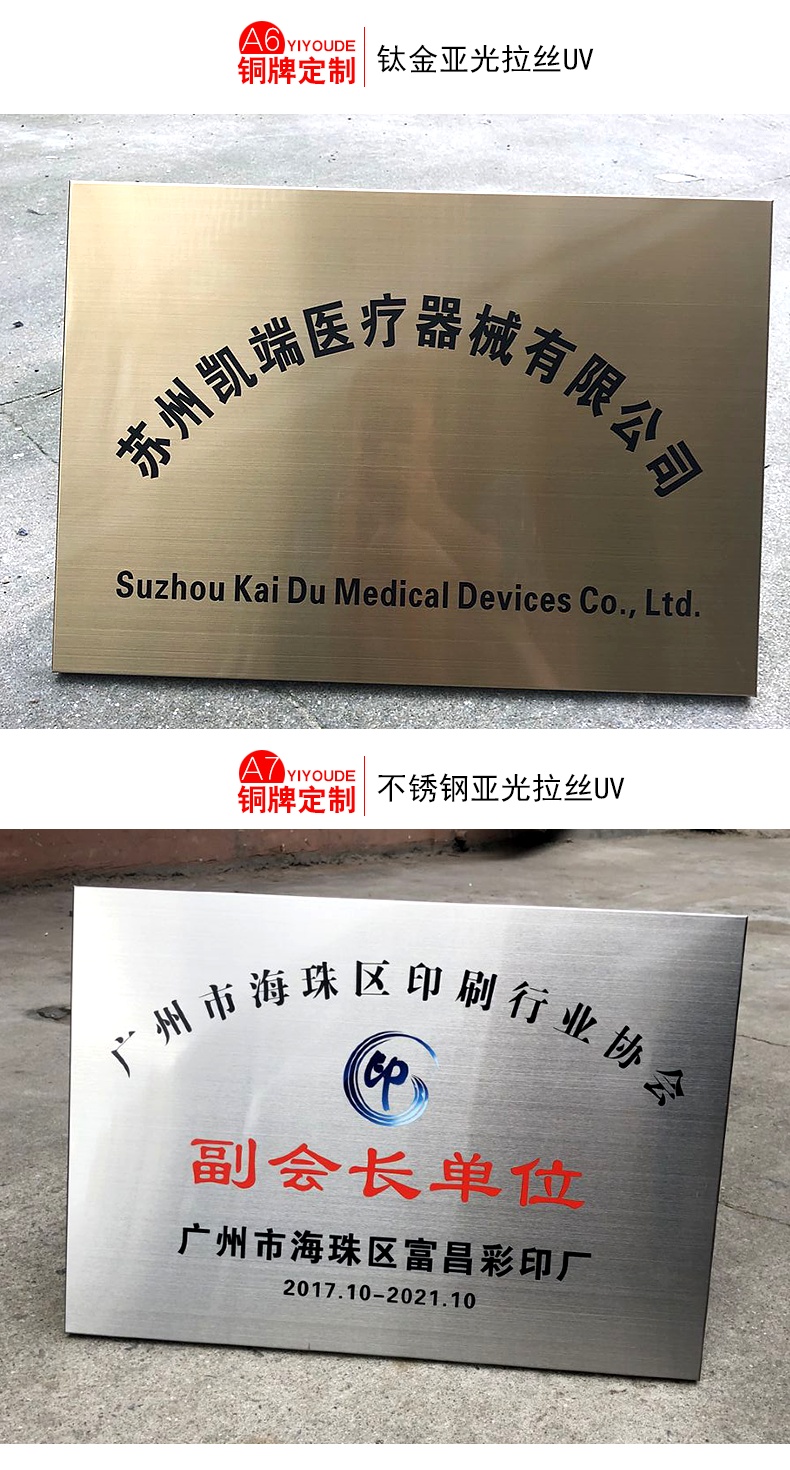 A6 YIYOUDE
铜牌定制
钛金亚光拉丝UV
苏州凯端医疗器械有限公司
Suzhou Kai Du Medical Devices Co., Ltd.
A7 YIYOUDE
铜牌定制
不锈钢亚光拉丝UV
广州市海珠区印刷行业协会
印
副会长单位
广州市海珠区富昌彩印厂
2017.10-2021.10